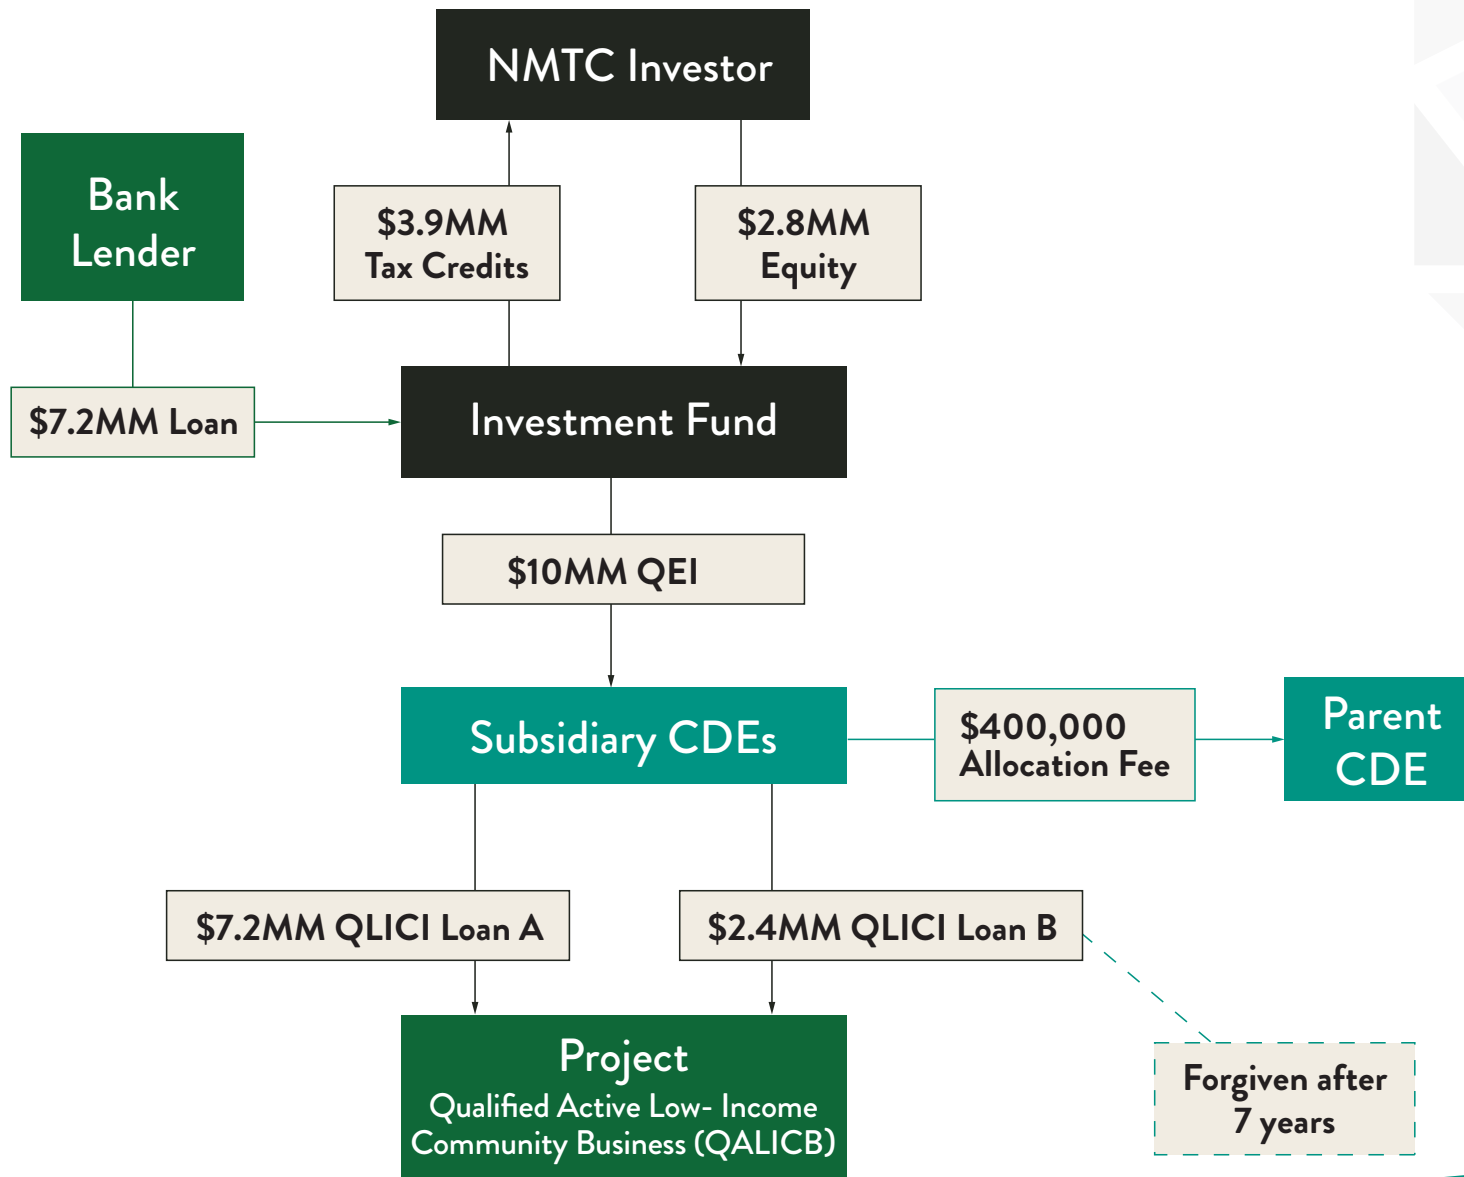 NMTC Investor
Bank
Lender
$3.9MM
Tax Credits
$2.8MM
Equity
$7.2MM Loan
Investment Fund
$10MM QEI
Subsidiary CDEs
$400,000
Allocation Fee
Parent
CDE
$7.2MM QLICI Loan A
$2.4MM QLICI Loan B
Project
Qualified Active Low- Income
Community Business (QALICB)
Forgiven after
7 years